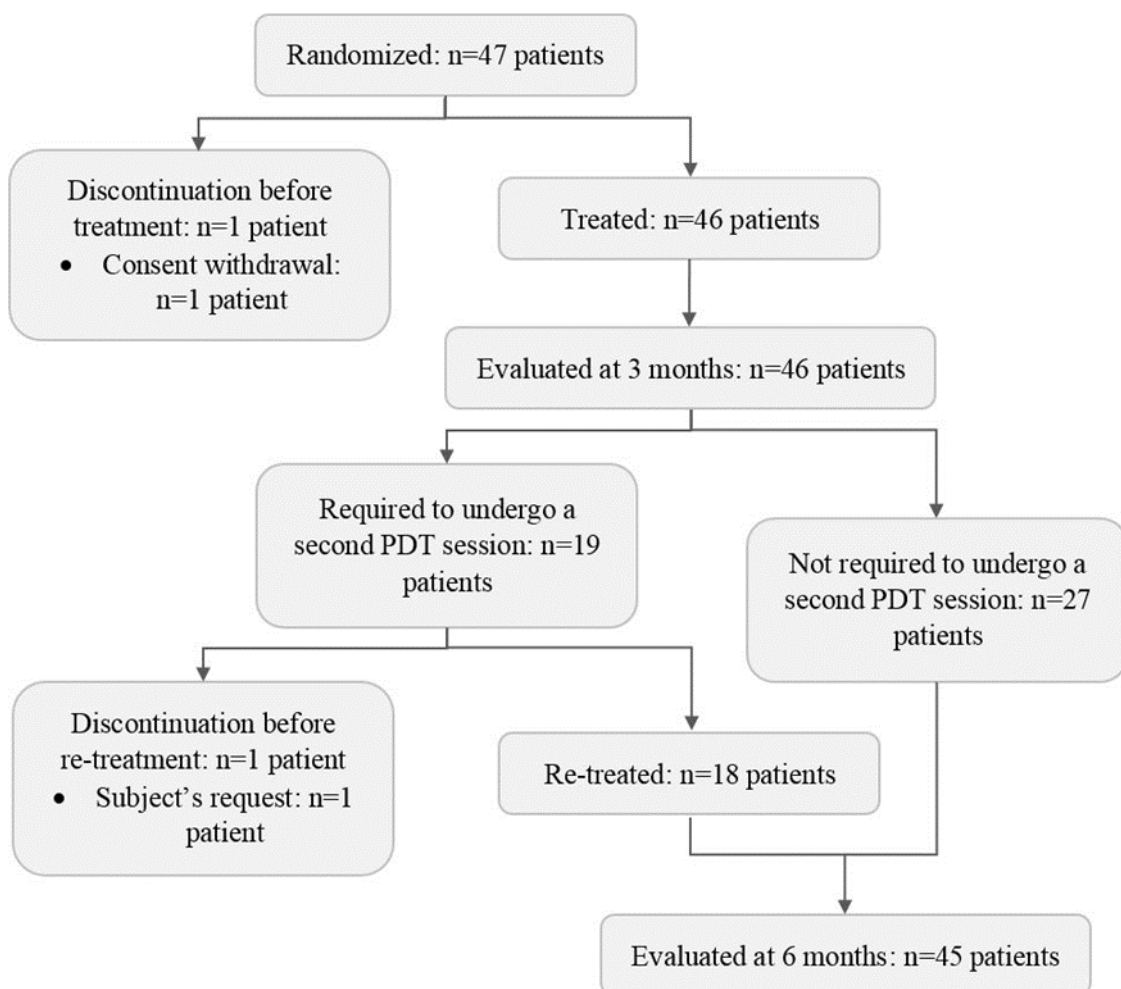 Randomized: n=47 patients
Discontinuation before
treatment: n=1 patient
• Consent withdrawal:
n=1 patient
Treated: n=46 patients
Evaluated at 3 months: n=46 patients
Required to undergo a
second PDT session: n=19
patients
Not required to undergo a
second PDT session: n=27
patients
Discontinuation before
re-treatment: n=1 patient
• Subject’s request: n=1
patient
Re-treated: n=18 patients
Evaluated at 6 months: n=45 patients